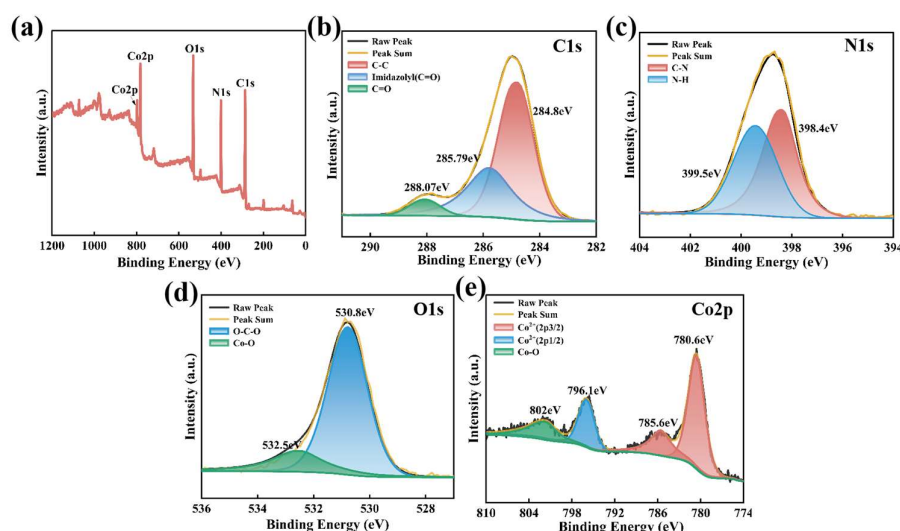 (a)
Co2p
O1s
Co2p
N1s
C1s
Intensity (a.u.)
1200 1000 800 600 400 200 0
Binding Energy (eV)
(b)
Raw Peak
Peak Sum
C-C
Imidazolyl(C=O)
C=O
C1s
284.8eV
285.79eV
288.07eV
Intensity (a.u.)
290 288 286 284 282
Binding Energy (eV)
(c)
Raw Peak
Peak Sum
C-N
N-H
N1s
398.4eV
399.5eV
Intensity (a.u.)
404 402 400 398 396 394
Binding Energy (eV)
(d)
Raw Peak
Peak Sum
O-C-O
Co-O
O1s
530.8eV
532.5eV
Intensity (a.u.)
536 534 532 530 528
Binding Energy (eV)
(e)
Raw Peak
Peak Sum
Co²⁺(2p3/2)
Co²⁺(2p1/2)
Co-O
Co2p
780.6eV
796.1eV
802eV
785.6eV
Intensity (a.u.)
810 804 798 792 786 780 774
Binding Energy (eV)